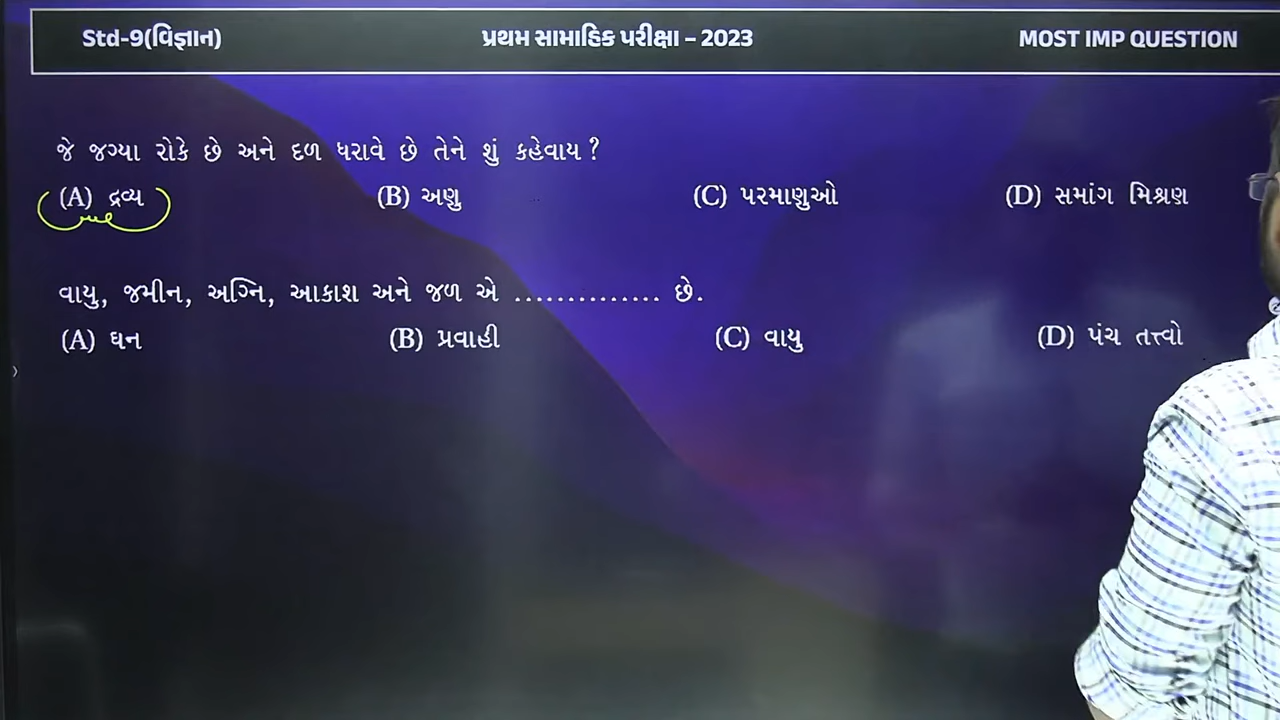 Std-9(વિજ્ઞાન) પ્રથમ સામાહિક પરીક્ષા – 2023 MOST IMP QUESTION
જે જગ્યા રોકે છે અને દળ ધરાવે છે તેને શું કહેવાય ?
(A) દ્રવ્ય (B) અણુ (C) પરમાણુઓ (D) સમાંગ મિશ્રણ
વાયુ, જમીન, અગ્નિ, આકાશ અને જળ એ .............. છે.
(A) ઘન (B) પ્રવાહી (C) વાયુ (D) પંચ તત્ત્વો